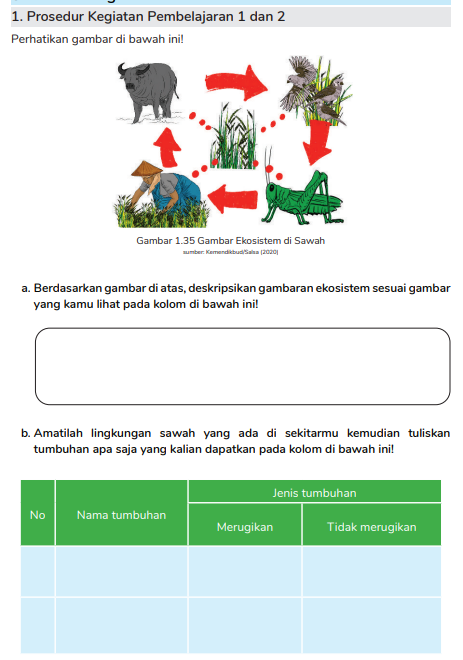 1. Prosedur Kegiatan Pembelajaran 1 dan 2
Perhatikan gambar di bawah ini!
Gambar 1.35 Gambar Ekosistem di Sawah
sumber: Kemendikbud/Salsa (2020)
a. Berdasarkan gambar di atas, deskripsikan gambaran ekosistem sesuai gambar
yang kamu lihat pada kolom di bawah ini!
b. Amatilah lingkungan sawah yang ada di sekitarmu kemudian tuliskan
tumbuhan apa saja yang kalian dapatkan pada kolom di bawah ini!
Jenis tumbuhan
No Nama tumbuhan
Merugikan Tidak merugikan